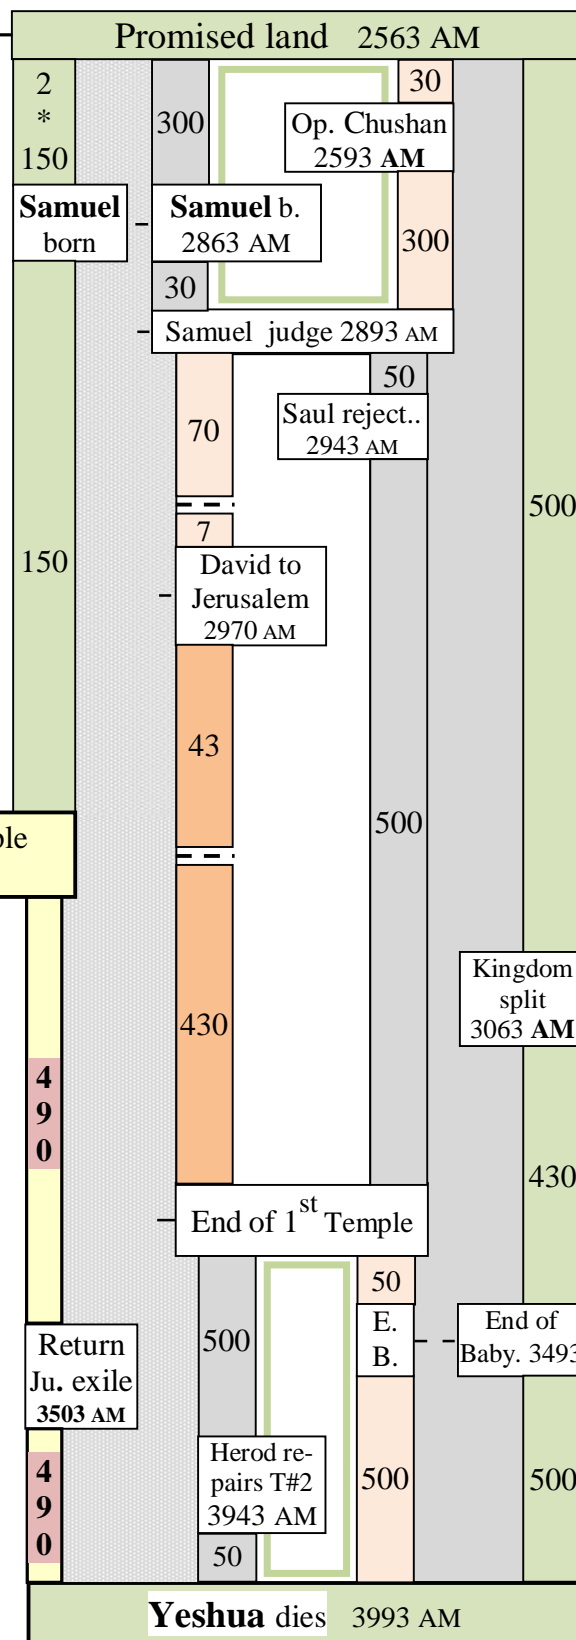 Promised land 2563 AM
2
*
150
300
30
Op. Chushan
2593 AM
Samuel
born
Samuel b.
2863 AM
300
30
Samuel judge 2893 AM
50
70
Saul reject..
2943 AM
500
7
150
David to
Jerusalem
2970 AM
43
500
ple
Kingdom
split
3063 AM
430
4
9
0
430
End of 1st Temple
50
500
E.
B.
End of
Baby. 3493
Return
Ju. exile
3503 AM
Herod re-
pairs T#2
3943 AM
4
9
0
500
500
50
Yeshua dies 3993 AM